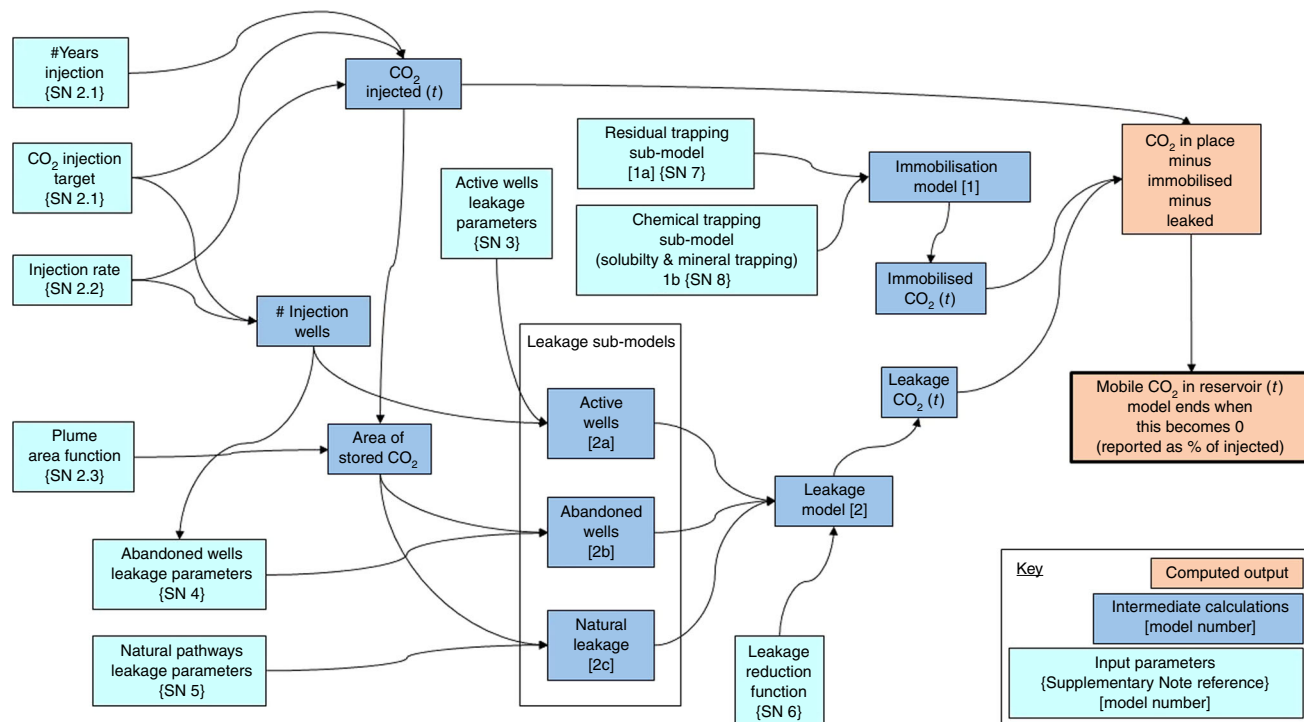 #Years
injection
{SN 2.1}
CO2
injected (t)
CO2 injection
target
{SN 2.1}
Injection rate
{SN 2.2}
# Injection
wells
Plume
area function
{SN 2.3}
Area of
stored CO2
Abandoned wells
leakage parameters
{SN 4}
Natural pathways
leakage parameters
{SN 5}
Active wells
leakage
parameters
{SN 3}
Leakage sub-models
Active
wells
[2a]
Abandoned
wells
[2b]
Natural
leakage
[2c]
Residual trapping
sub-model
[1a] {SN 7}
Chemical trapping
sub-model
(solubilty & mineral trapping)
1b {SN 8}
Immobilisation
model [1]
Immobilised
CO2 (t)
Leakage
CO2 (t)
Leakage
model [2]
Leakage
reduction
function
{SN 6}
CO2 in place
minus
immobilised
minus
leaked
Mobile CO2 in reservoir (t)
model ends when
this becomes 0
(reported as % of injected)
Key
Computed output
Intermediate calculations
[model number]
Input parameters
{Supplementary Note reference}
[model number]